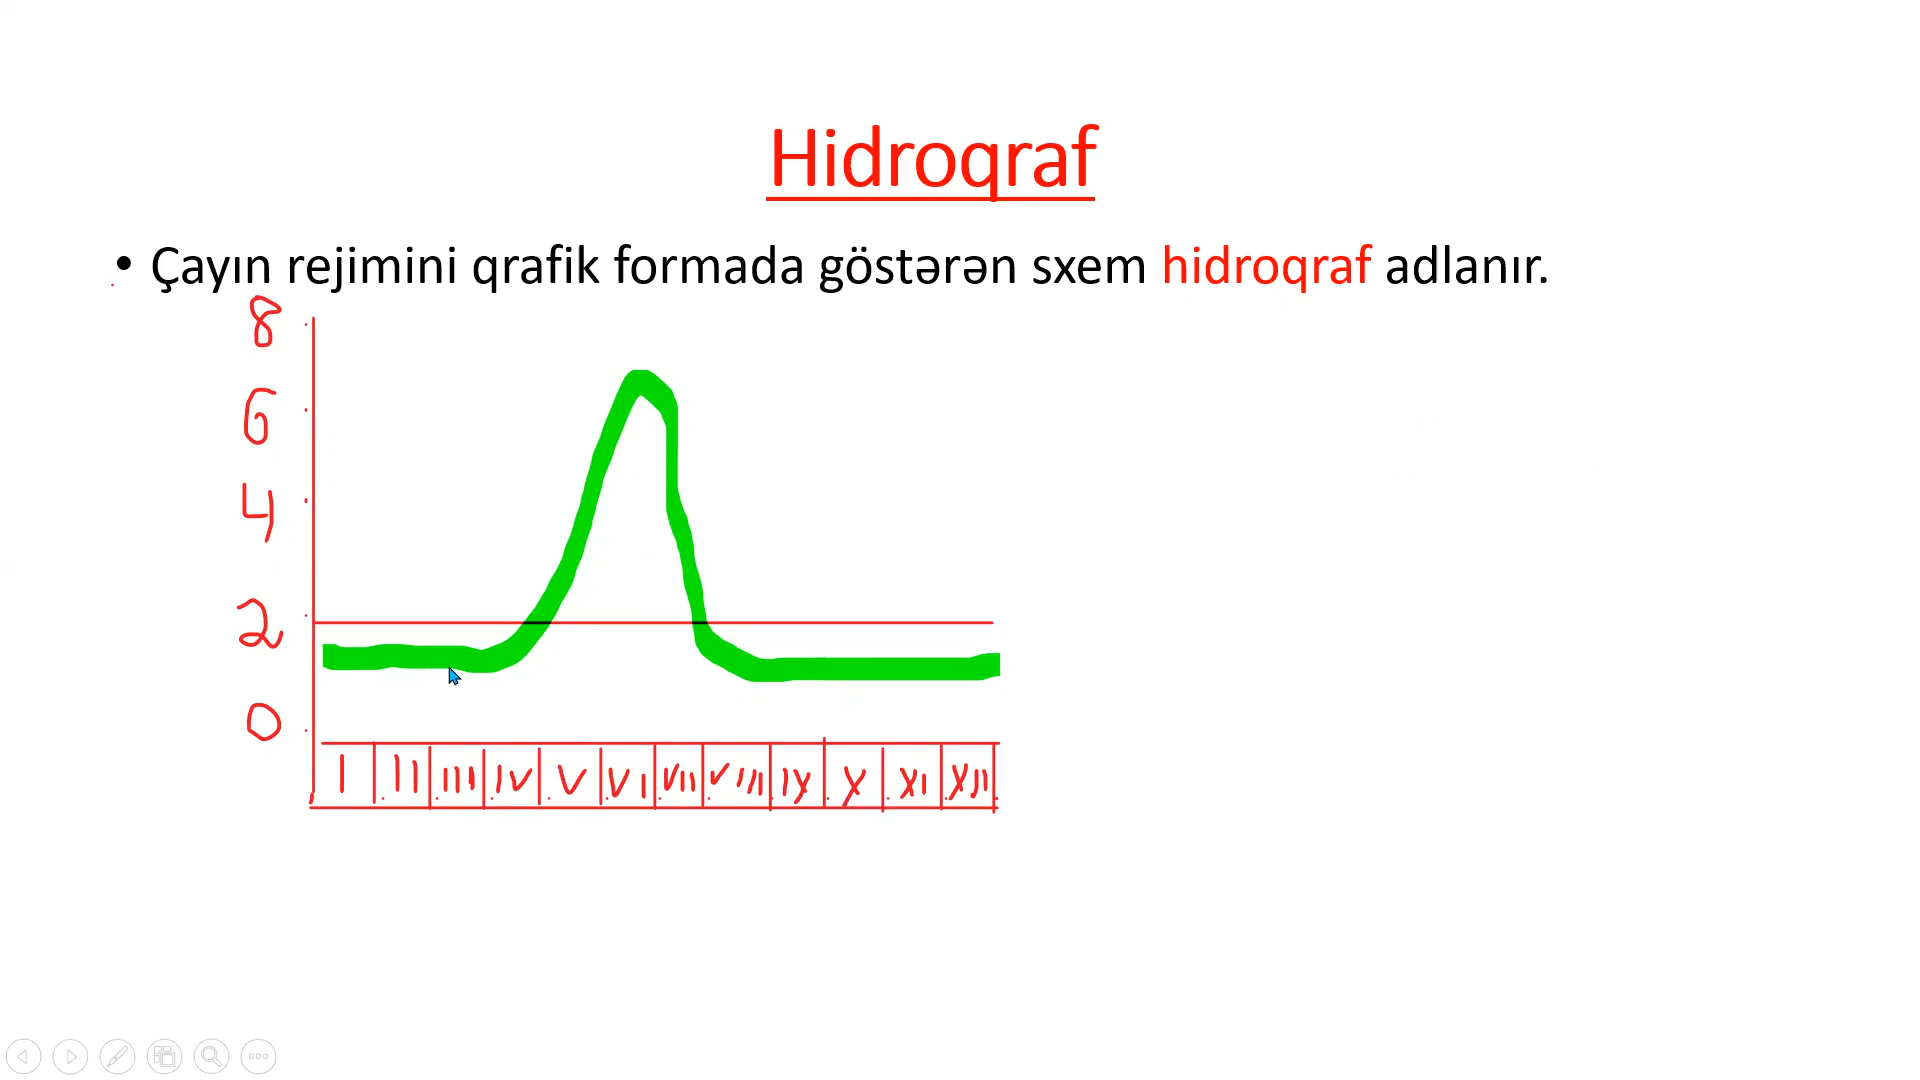 Hidroqraf
• Çayın rejimini qrafik formada göstərən sxem hidroqraf adlanır.
8
6
4
2
0
I II III IV V VI VII VIII IX X XI XII